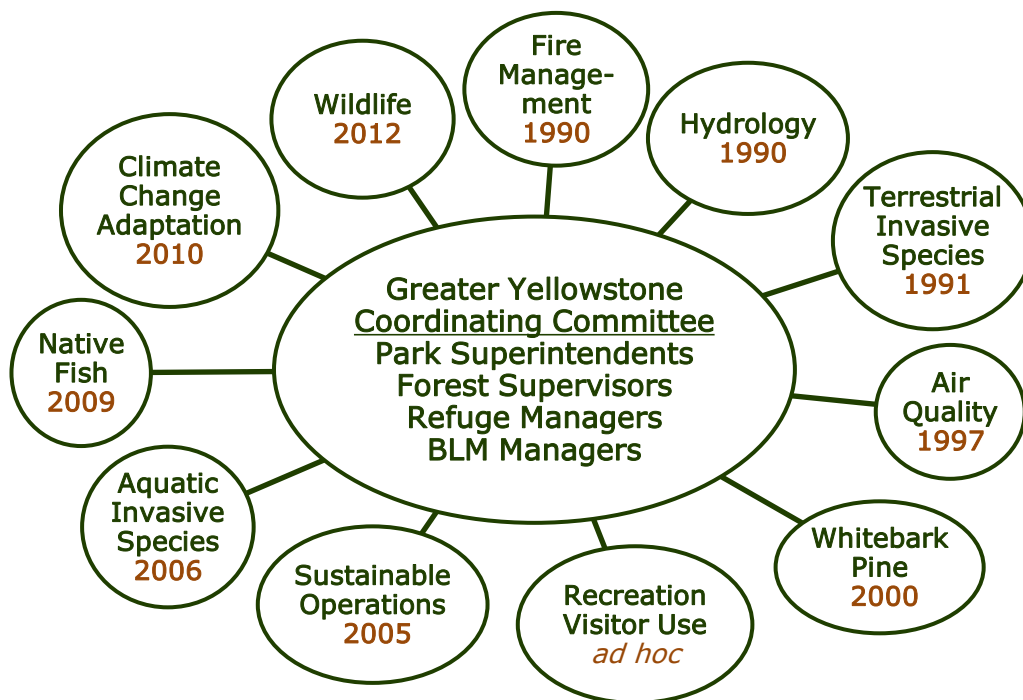 Fire
Manage-
ment
1990
Hydrology
1990
Terrestrial
Invasive
Species
1991
Air
Quality
1997
Whitebark
Pine
2000
Recreation
Visitor Use
ad hoc
Sustainable
Operations
2005
Aquatic
Invasive
Species
2006
Native
Fish
2009
Climate
Change
Adaptation
2010
Wildlife
2012
Greater Yellowstone
Coordinating Committee
Park Superintendents
Forest Supervisors
Refuge Managers
BLM Managers